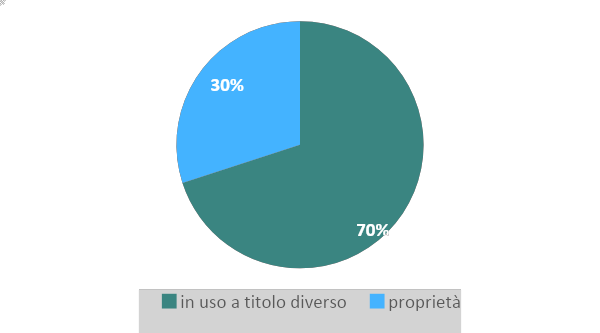 30%
70%
in uso a titolo diverso
proprietà